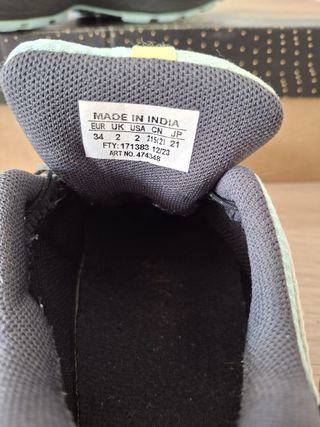 MADE IN INDIA
EUR UK USA CN JP
34 2 2 215/21 21
FTY: 171383 12/23
ART NO. 474348